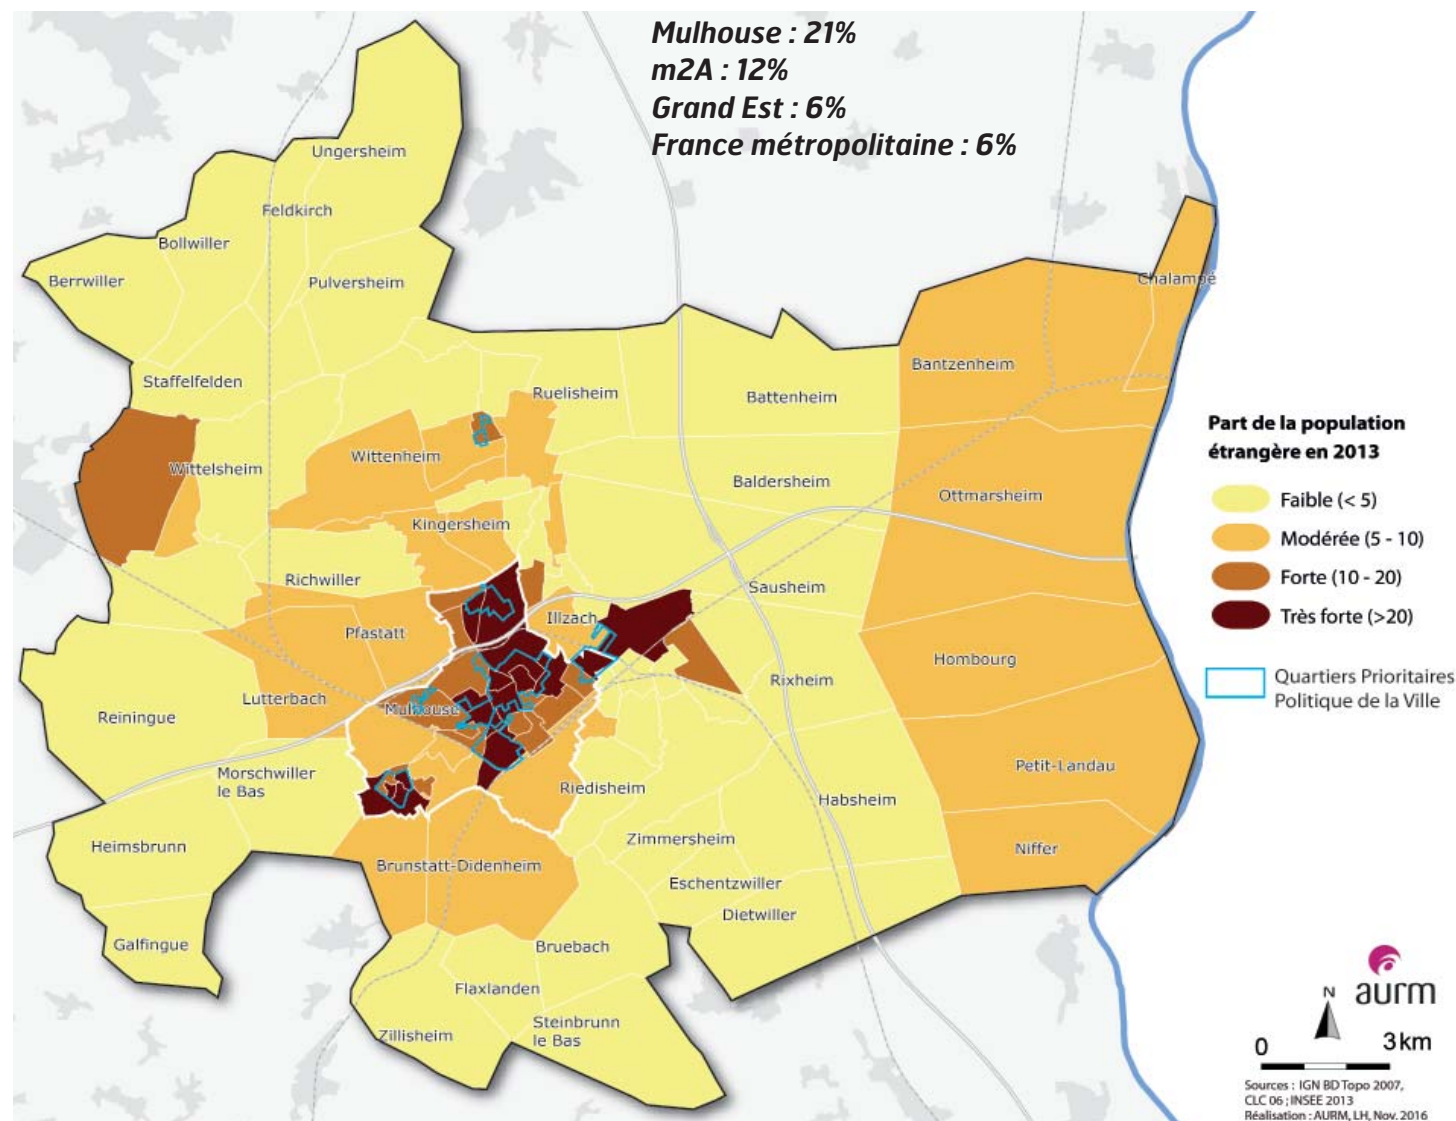 Mulhouse : 21%
m2A : 12%
Grand Est : 6%
France métropolitaine : 6%
Ungersheim
Feldkirch
Bollwiller
Berrwiller
Pulversheim
Chalampé
Bantzenheim
Staffelfelden
Ruelisheim
Battenheim
Wittenheim
Wittelsheim
Baldersheim
Ottmarsheim
Kingersheim
Richwiller
Sausheim
Illzach
Pfastatt
Hombourg
Rixheim
Lutterbach
Mulhouse
Reiningue
Petit-Landau
Morschwiller
le Bas
Riedisheim
Habsheim
Heimsbrunn
Zimmersheim
Niffer
Brunstatt-Didenheim
Eschentzwiller
Dietwiller
Galfingue
Bruebach
Flaxlanden
Steinbrunn
le Bas
Zillisheim
Part de la population
étrangère en 2013
Faible (< 5)
Modérée (5 - 10)
Forte (10 - 20)
Très forte (>20)
Quartiers Prioritaires
Politique de la Ville
aurm
N
0 3 km
Sources : IGN BD Topo 2007,
CLC 06 ; INSEE 2013
Réalisation : AURM, LH, Nov. 2016